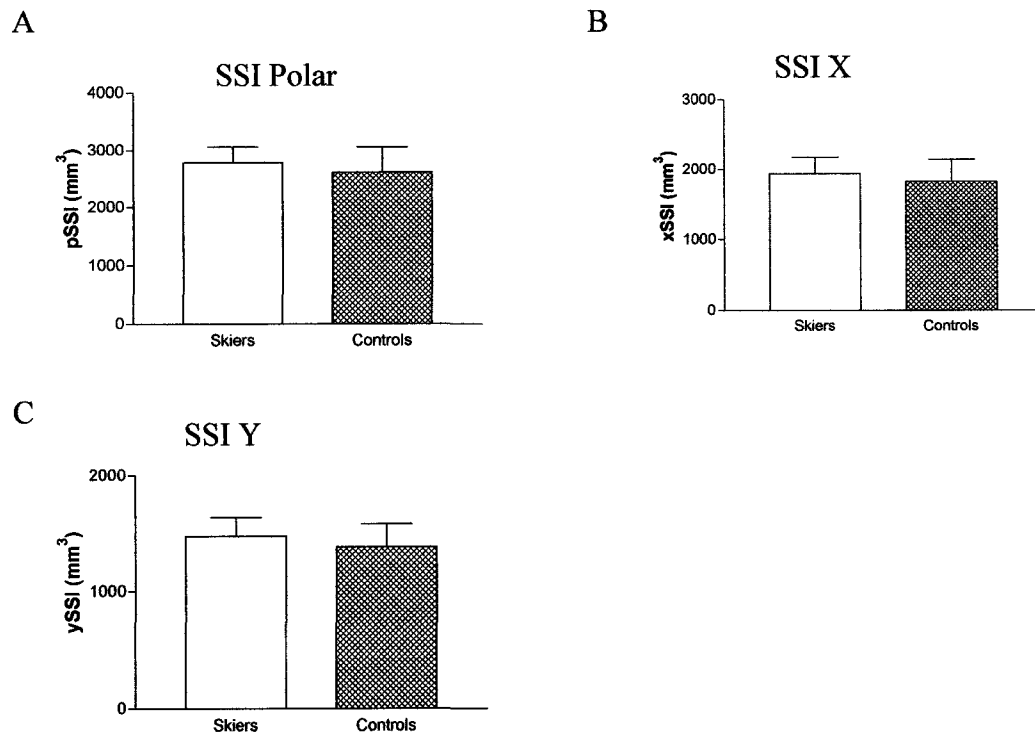 A
SSI Polar
4000
3000
2000
1000
0
pSSI (mm³)
Skiers Controls
B
SSI X
3000
2000
1000
0
xSSI (mm³)
Skiers Controls
C
SSI Y
2000
1000
0
ySSI (mm³)
Skiers Controls